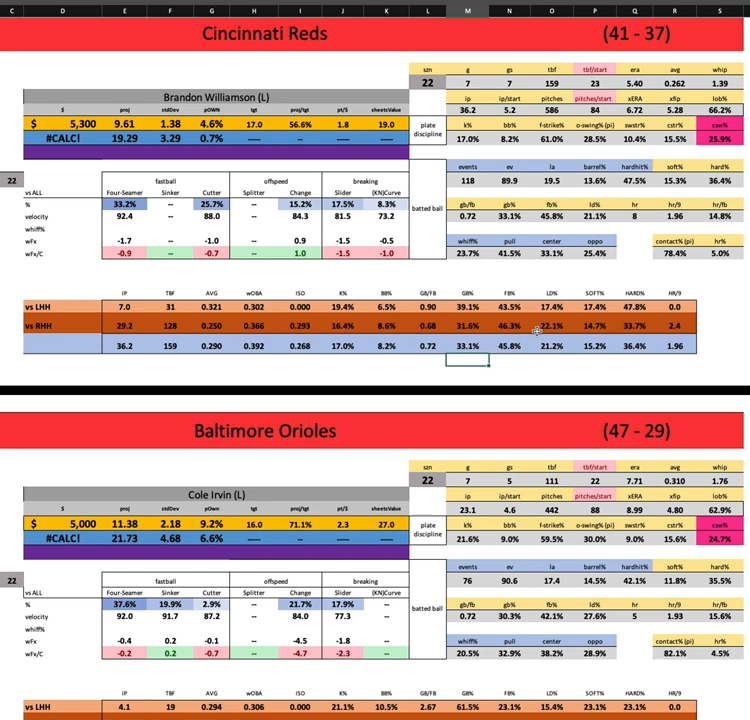 C D E F G H I J K L M N O P Q R S
Cincinnati Reds (41 - 37)
szn g gs tbf tbf/start era avg whip
22 7 7 159 23 5.40 0.262 1.39
ip ip/start pitches pitches/start xERA xfip lob%
Brandon Williamson (L) 36.2 5.2 586 84 6.72 5.28 66.2%
$ proj stdDev pOWN tgt proj/tgt pt/$ sheetsValue
$ 5,300 9.61 1.38 4.6% 17.0 56.6% 1.8 19.0
plate discipline k% bb% f-strike% o-swing% (pi) swstr% cstr% csw%
#CALC! 19.29 3.29 0.7% ---- ---- --- ----
17.0% 8.2% 61.0% 28.5% 10.4% 15.5% 25.9%
events ev la barrel% hardhit% soft% hard%
22 fastball offspeed breaking 118 89.9 19.5 13.6% 47.5% 15.3% 36.4%
vs ALL Four-Seamer Sinker Cutter Splitter Change Slider (KN)Curve
% 33.2% -- 25.7% -- 15.2% 17.5% 8.3%
batted ball gb/fb gb% fb% ld% hr hr/9 hr/fb
velocity 92.4 -- 88.0 -- 84.3 81.5 73.2 0.72 33.1% 45.8% 21.1% 8 1.96 14.8%
whiff%
wFx -1.7 -- -1.0 -- 0.9 -1.5 -0.5 whiff% pull center oppo contact% (pi) hr%
wFx/C -0.9 -- -0.7 -- 1.0 -1.5 -1.0 23.7% 41.5% 33.1% 25.4% 78.4% 5.0%
IP TBF AVG wOBA ISO K% BB% GB/FB GB% FB% LD% SOFT% HARD% HR/9
vs LHH 7.0 31 0.321 0.302 0.000 19.4% 6.5% 0.90 39.1% 43.5% 17.4% 17.4% 47.8% 0.0
vs RHH 29.2 128 0.250 0.366 0.293 16.4% 8.6% 0.68 31.6% 46.3% 22.1% 14.7% 33.7% 2.4
36.2 159 0.290 0.392 0.268 17.0% 8.2% 0.72 33.1% 45.8% 21.2% 15.2% 36.4% 1.96
Baltimore Orioles (47 - 29)
szn g gs tbf tbf/start era avg whip
22 7 5 111 22 7.71 0.310 1.76
ip ip/start pitches pitches/start xERA xfip lob%
Cole Irvin (L) 23.1 4.6 442 88 8.99 4.80 62.9%
$ proj stdDev pOwn tgt proj/tgt pt/$ sheetsValue
$ 5,000 11.38 2.18 9.2% 16.0 71.1% 2.3 27.0
plate discipline k% bb% f-strike% o-swing% (pi) swstr% cstr% csw%
#CALC! 21.73 4.68 6.6% ---- ---- --- ----
21.6% 9.0% 59.5% 30.0% 9.0% 15.6% 24.7%
events ev la barrel% hardhit% soft% hard%
22 fastball offspeed breaking 76 90.6 17.4 14.5% 42.1% 11.8% 35.5%
vs ALL Four-Seamer Sinker Cutter Splitter Change Slider (KN)Curve
% 37.6% 19.9% 2.9% -- 21.7% 17.9% --
batted ball gb/fb gb% fb% ld% hr hr/9 hr/fb
velocity 92.0 91.7 87.2 -- 84.0 77.3 -- 0.72 30.3% 42.1% 27.6% 5 1.93 15.6%
whiff%
wFx -0.4 0.2 -0.1 -- -4.5 -1.8 -- whiff% pull center oppo contact% (pi) hr%
wFx/C -0.2 0.2 -0.7 -- -4.7 -2.3 -- 20.5% 32.9% 38.2% 28.9% 82.1% 4.5%
IP TBF AVG wOBA ISO K% BB% GB/FB GB% FB% LD% SOFT% HARD% HR/9
vs LHH 4.1 19 0.294 0.306 0.000 21.1% 10.5% 2.67 61.5% 23.1% 15.4% 23.1% 23.1% 0.0